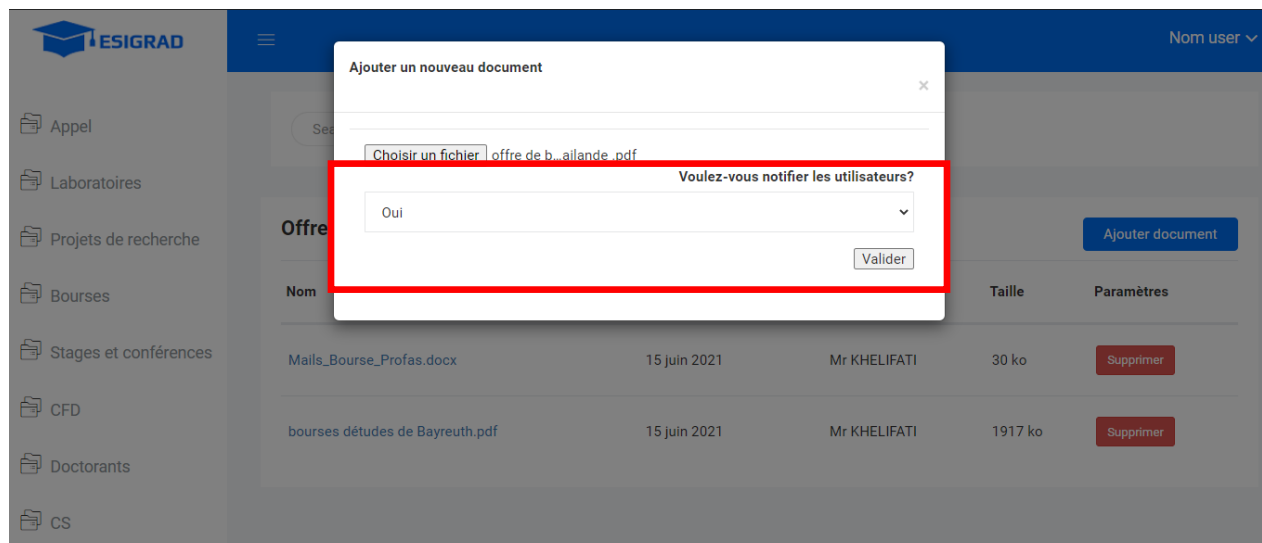 ESIGRAD
Nom user
Ajouter un nouveau document
×
Appel
Sea
Choisir un fichier offre de b...ailande .pdf
Voulez-vous notifier les utilisateurs?
Laboratoires
Oui
Offre
Ajouter document
Projets de recherche
Valider
Nom
Taille
Paramètres
Bourses
Stages et conférences
Mails_Bourse_Profas.docx
15 juin 2021
Mr KHELIFATI
30 ko
Supprimer
CFD
bourses détudes de Bayreuth.pdf
15 juin 2021
Mr KHELIFATI
1917 ko
Supprimer
Doctorants
CS